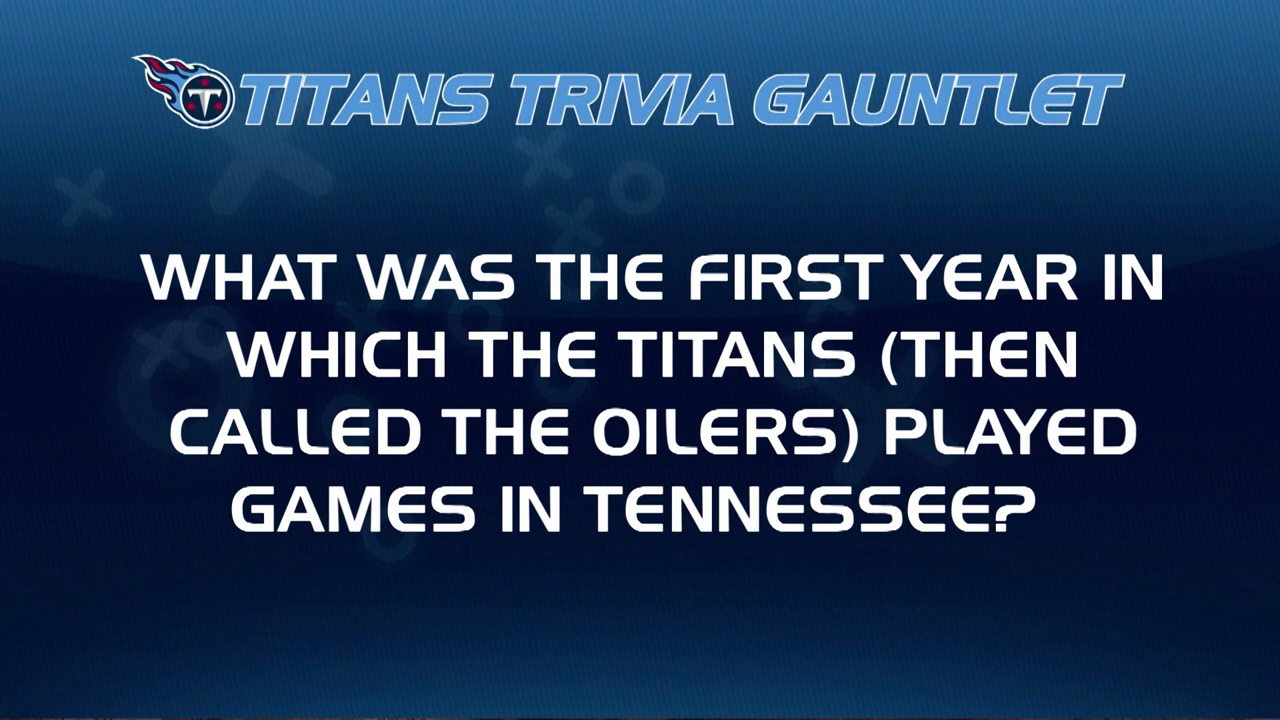 TITANS TRIVIA GAUNTLET
WHAT WAS THE FIRST YEAR IN
WHICH THE TITANS (THEN
CALLED THE OILERS) PLAYED
GAMES IN TENNESSEE?